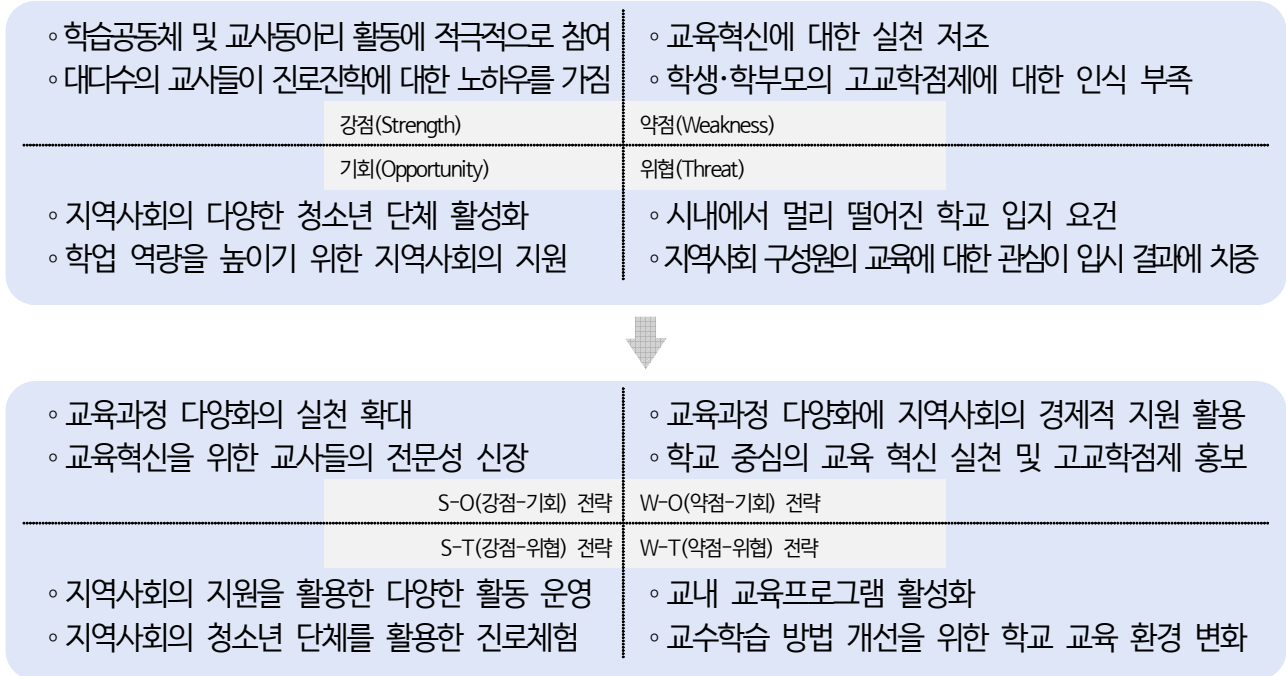 ◦학습공동체 및 교사동아리 활동에 적극적으로 참여
◦대다수의 교사들이 진로진학에 대한 노하우를 가짐
강점(Strength)
◦교육혁신에 대한 실천 저조
◦학생·학부모의 고교학점제에 대한 인식 부족
약점(Weakness)
기회(Opportunity)
◦지역사회의 다양한 청소년 단체 활성화
◦학업 역량을 높이기 위한 지역사회의 지원
위협(Threat)
◦시내에서 멀리 떨어진 학교 입지 요건
◦지역사회 구성원의 교육에 대한 관심이 입시 결과에 치중
◦교육과정 다양화의 실천 확대
◦교육혁신을 위한 교사들의 전문성 신장
S-O(강점-기회) 전략
◦교육과정 다양화에 지역사회의 경제적 지원 활용
◦학교 중심의 교육 혁신 실천 및 고교학점제 홍보
W-O(약점-기회) 전략
S-T(강점-위협) 전략
◦지역사회의 지원을 활용한 다양한 활동 운영
◦지역사회의 청소년 단체를 활용한 진로체험
W-T(약점-위협) 전략
◦교내 교육프로그램 활성화
◦교수학습 방법 개선을 위한 학교 교육 환경 변화